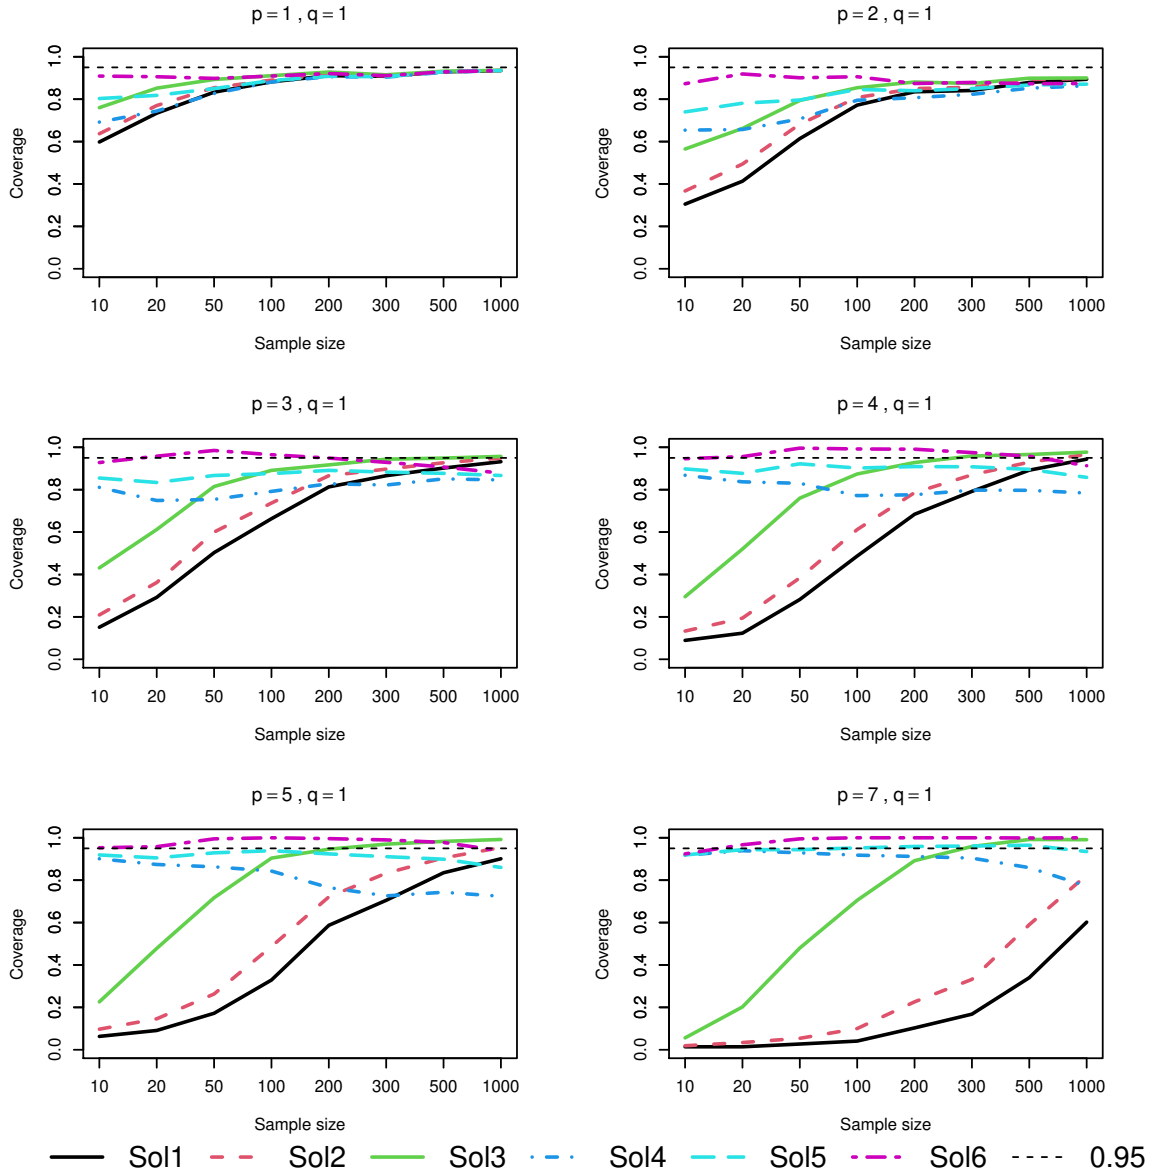 p = 1 , q = 1
1.0
0.8
0.6
0.4
0.2
0.0
Coverage
10 20 50 100 200 300 500 1000
Sample size
p = 2 , q = 1
1.0
0.8
0.6
0.4
0.2
0.0
Coverage
10 20 50 100 200 300 500 1000
Sample size
p = 3 , q = 1
1.0
0.8
0.6
0.4
0.2
0.0
Coverage
10 20 50 100 200 300 500 1000
Sample size
p = 4 , q = 1
1.0
0.8
0.6
0.4
0.2
0.0
Coverage
10 20 50 100 200 300 500 1000
Sample size
p = 5 , q = 1
1.0
0.8
0.6
0.4
0.2
0.0
Coverage
10 20 50 100 200 300 500 1000
Sample size
p = 7 , q = 1
1.0
0.8
0.6
0.4
0.2
0.0
Coverage
10 20 50 100 200 300 500 1000
Sample size
Sol1 Sol2 Sol3 Sol4 Sol5 Sol6 0.95